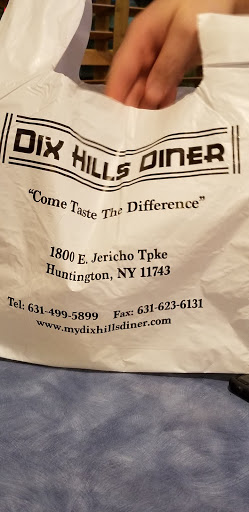 DIX HILLS DINER
"Come Taste The Difference"
1800 E. Jericho Tpke
Huntington, NY 11743
Tel: 631-499-5899 Fax: 631-623-6131
www.mydixhillsdiner.com